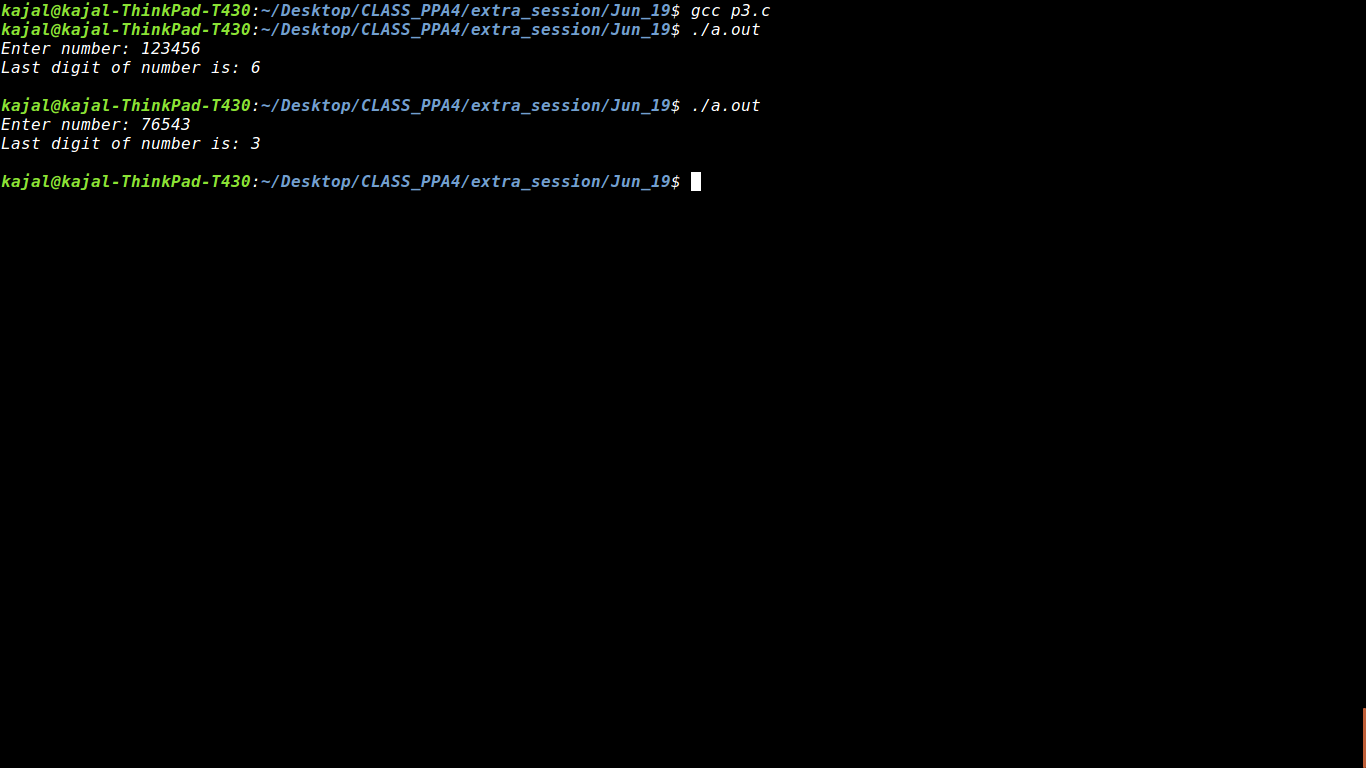 kajal@kajal-ThinkPad-T430:~/Desktop/CLASS_PPA4/extra_session/Jun_19$ gcc p3.c
kajal@kajal-ThinkPad-T430:~/Desktop/CLASS_PPA4/extra_session/Jun_19$ ./a.out
Enter number: 123456
Last digit of number is: 6
kajal@kajal-ThinkPad-T430:~/Desktop/CLASS_PPA4/extra_session/Jun_19$ ./a.out
Enter number: 76543
Last digit of number is: 3
kajal@kajal-ThinkPad-T430:~/Desktop/CLASS_PPA4/extra_session/Jun_19$